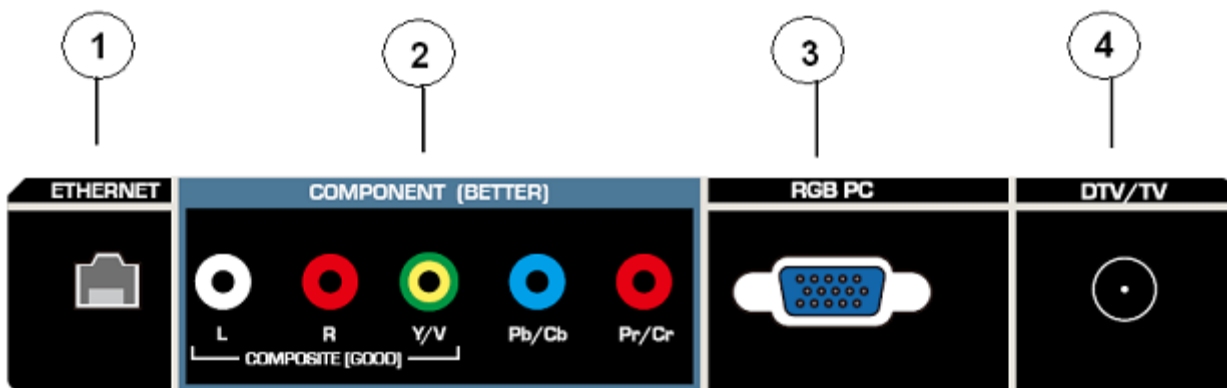 1 2 3 4
ETHERNET COMPONENT (BETTER) RGB PC DTV/TV
L R Y/V Pb/Cb Pr/Cr
COMPOSITE (GOOD)